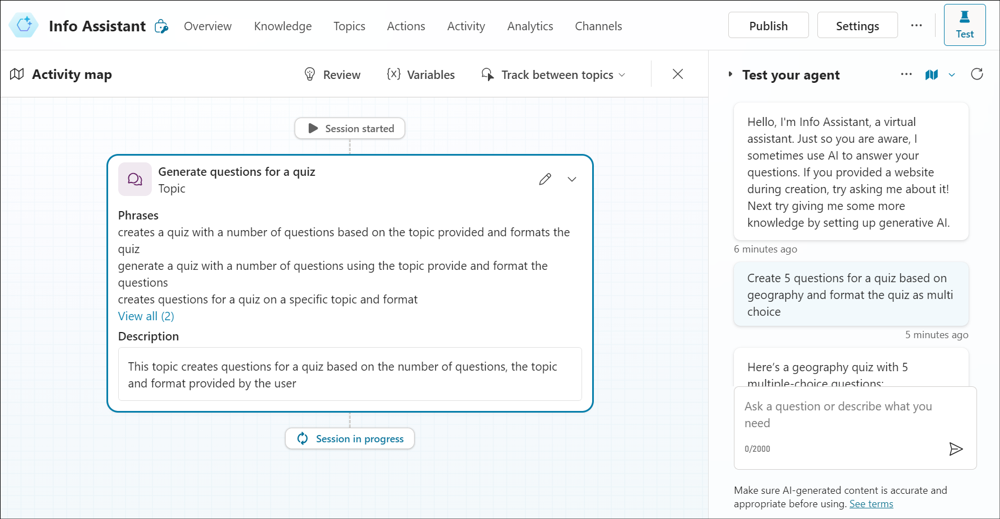 Info Assistant
Overview
Knowledge
Topics
Actions
Activity
Analytics
Channels
Publish
Settings
Test
Activity map
Review
{x} Variables
Track between topics
Session started
Generate questions for a quiz
Topic
Phrases
creates a quiz with a number of questions based on the topic provided and formats the
quiz
generate a quiz with a number of questions using the topic provide and format the
questions
creates questions for a quiz on a specific topic and format
View all (2)
Description
This topic creates questions for a quiz based on the number of questions, the topic
and format provided by the user
Session in progress
Test your agent
Hello, I'm Info Assistant, a virtual
assistant. Just so you are aware, I
sometimes use AI to answer your
questions. If you provided a website
during creation, try asking me about it!
Next try giving me some more
knowledge by setting up generative AI.
6 minutes ago
Create 5 questions for a quiz based on
geography and format the quiz as multi
choice
5 minutes ago
Here’s a geography quiz with 5
multiple-choice questions:
Ask a question or describe what you
need
0/2000
Make sure AI-generated content is accurate and
appropriate before using. See terms